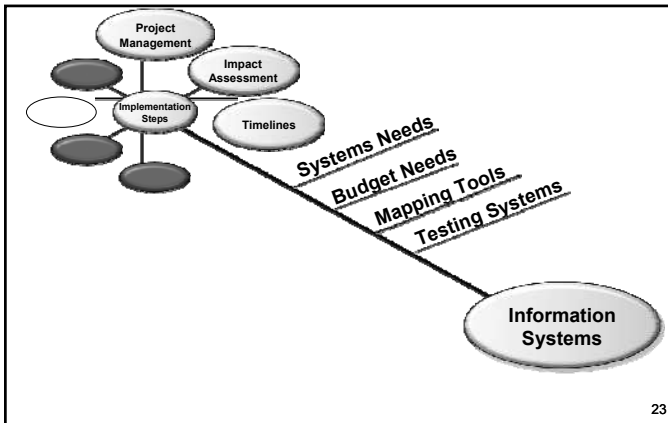 Project
Management
Impact
Assessment
Implementation
Steps
Timelines
Systems Needs
Budget Needs
Mapping Tools
Testing Systems
Information
Systems
23